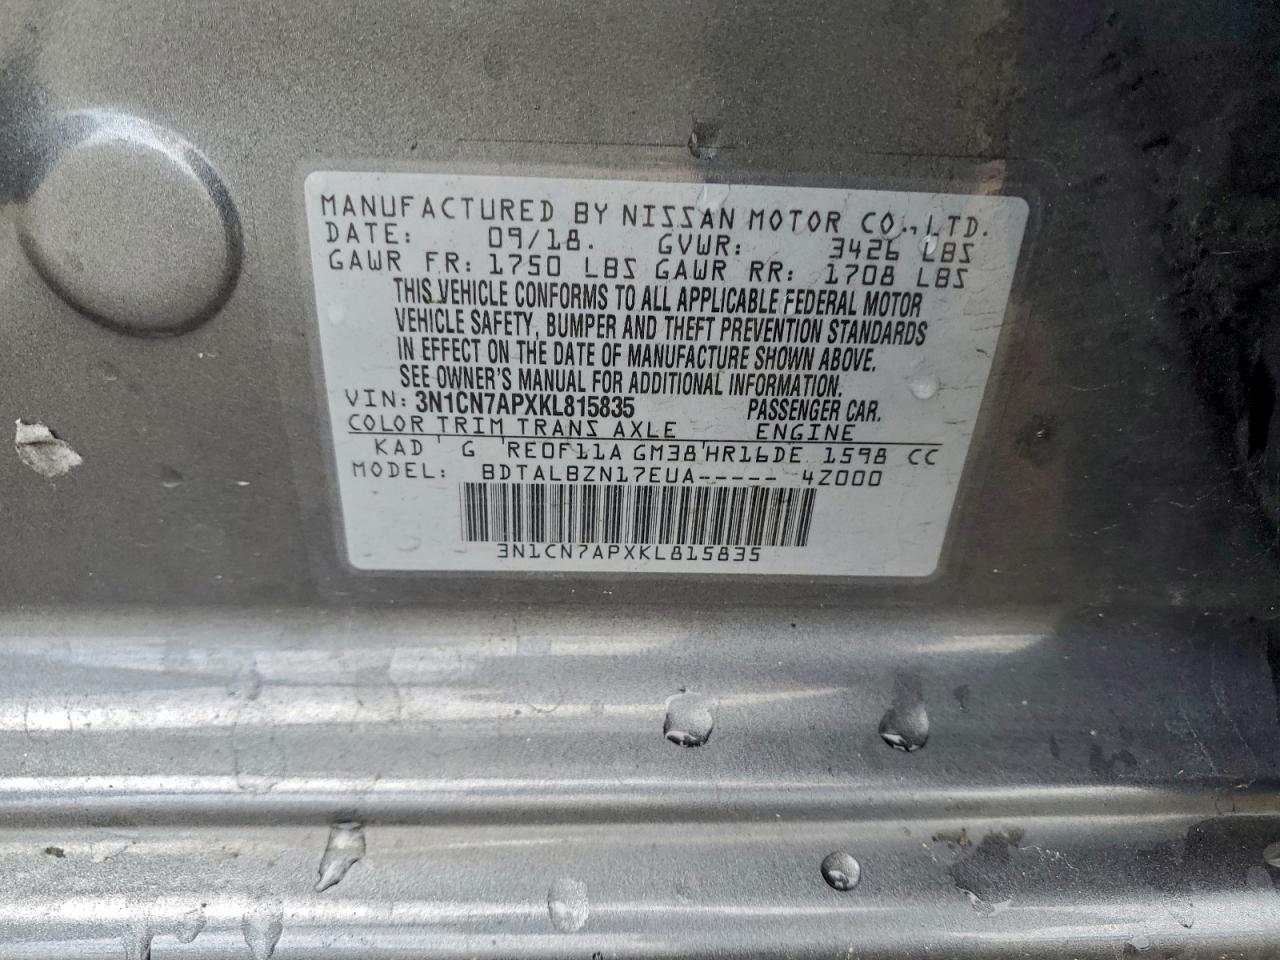 MANUFACTURED BY NISSAN MOTOR CO., LTD.
DATE: 09/18. GVWR: 3426 LBS
GAWR FR: 1750 LBS GAWR RR: 1708 LBS
THIS VEHICLE CONFORMS TO ALL APPLICABLE FEDERAL MOTOR
VEHICLE SAFETY, BUMPER AND THEFT PREVENTION STANDARDS
IN EFFECT ON THE DATE OF MANUFACTURE SHOWN ABOVE.
SEE OWNER'S MANUAL FOR ADDITIONAL INFORMATION.
VIN: 3N1CN7APXKL815835 PASSENGER CAR.
COLOR TRIM TRANS AXLE ENGINE
KAD ' G 'RE0F11A GM38'HR16DE 1598 CC
MODEL: BDTALBZN17EUA----- 4Z000
3N1CN7APXKL815835